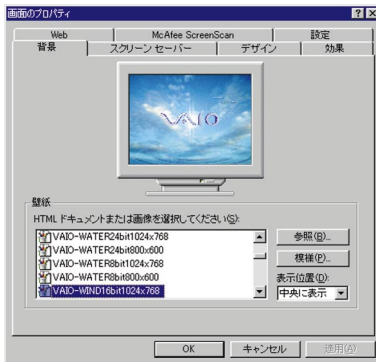 画面のプロパティ
Web McAfee ScreenScan 設定
背景 スクリーン セーバー デザイン 効果
VAIO
壁紙
HTML ドキュメントまたは画像を選択してください(S):
VAIO-WATER24bit1024x768
VAIO-WATER24bit800x600
VAIO-WATER8bit1024x768
VAIO-WATER8bit800x600
VAIO-WIND16bit1024x768
参照(B)...
模様(P)...
表示位置(D):
中央に表示
OK キャンセル 適用(A)